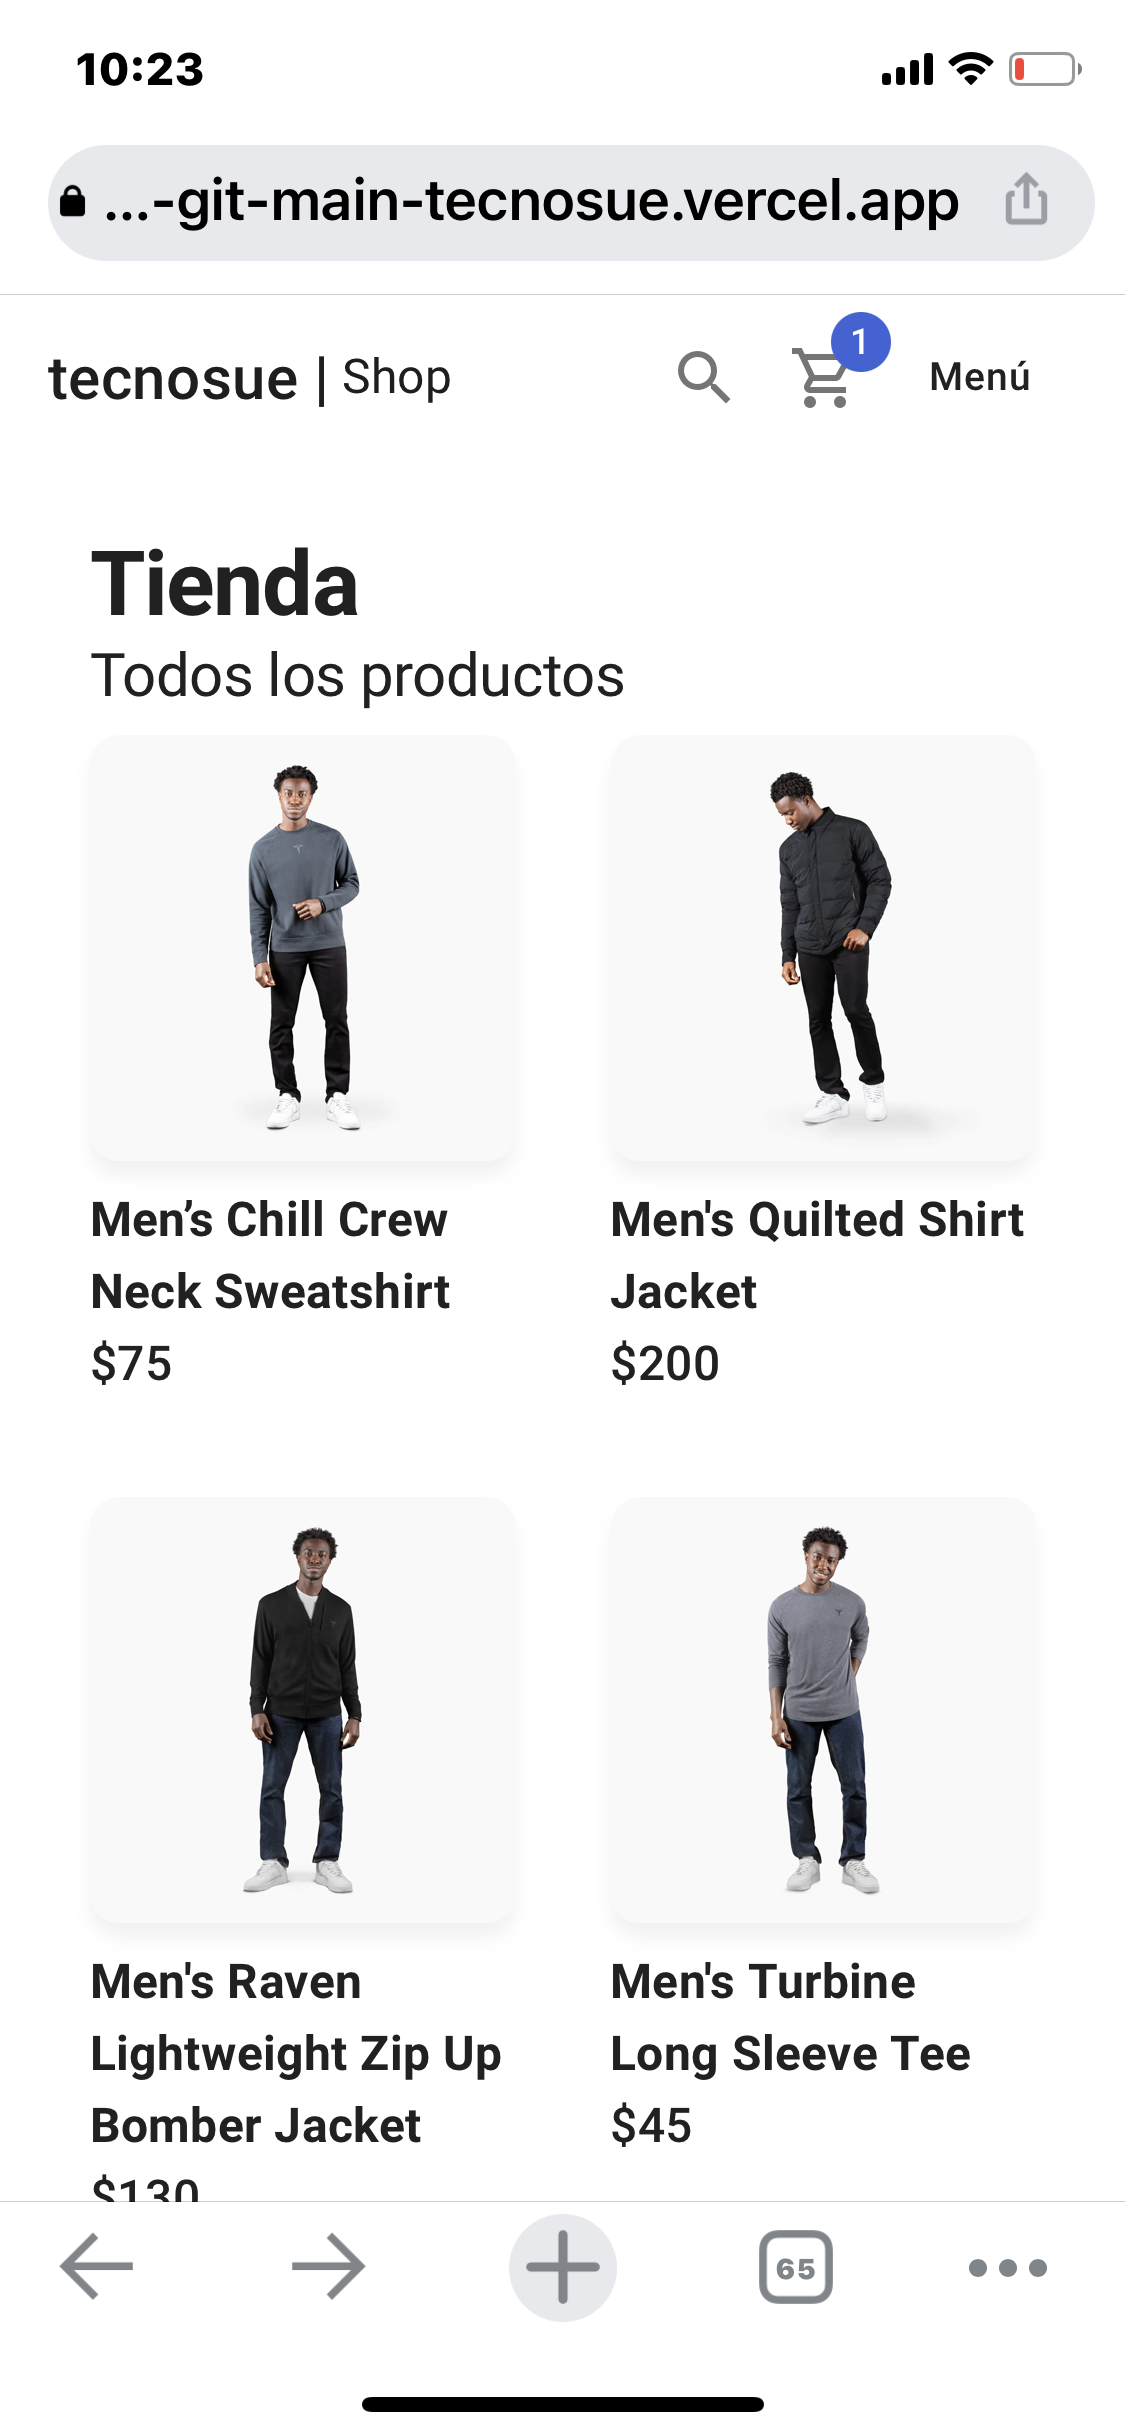 10:23
...-git-main-tecnosue.vercel.app
tecnosue | Shop
1
Menú
Tienda
Todos los productos
Men’s Chill Crew
Neck Sweatshirt
$75
Men's Quilted Shirt
Jacket
$200
Men's Raven
Lightweight Zip Up
Bomber Jacket
$130
Men's Turbine
Long Sleeve Tee
$45
65